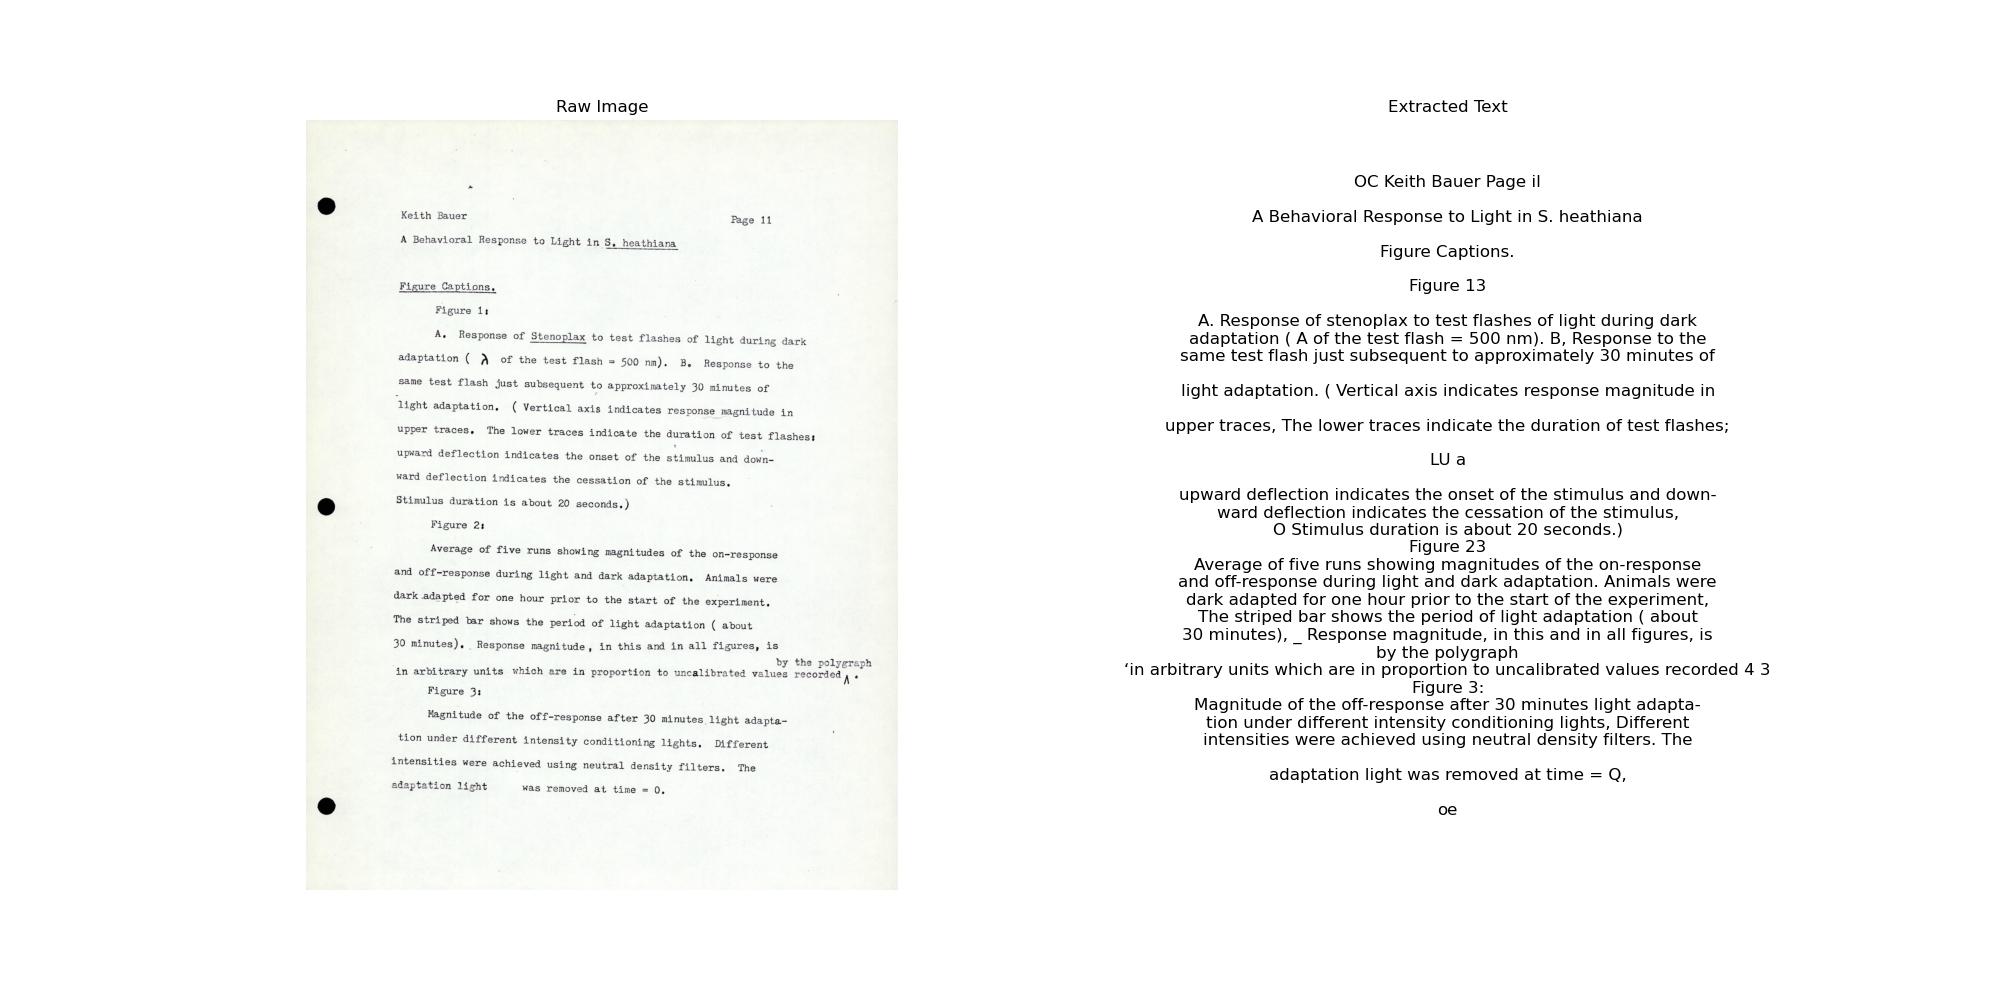 Raw Image
Keith Bauer Page 11
A Behavioral Response to Light in S. heathiana
Figure Captions.
Figure 1:
A. Response of Stenoplax to test flashes of light during dark
adaptation ( λ of the test flash = 500 nm). B. Response to the
same test flash just subsequent to approximately 30 minutes of
light adaptation. ( Vertical axis indicates response magnitude in
upper traces. The lower traces indicate the duration of test flashes;
upward deflection indicates the onset of the stimulus and down-
ward deflection indicates the cessation of the stimulus.
Stimulus duration is about 20 seconds.)
Figure 2:
Average of five runs showing magnitudes of the on-response
and off-response during light and dark adaptation. Animals were
dark adapted for one hour prior to the start of the experiment.
The striped bar shows the period of light adaptation ( about
30 minutes). Response magnitude, in this and in all figures, is
by the polygraph
in arbitrary units which are in proportion to uncalibrated values recorded ʌ .
Figure 3:
Magnitude of the off-response after 30 minutes light adapta-
tion under different intensity conditioning lights. Different
intensities were achieved using neutral density filters. The
adaptation light was removed at time = 0.
Extracted Text
OC Keith Bauer Page il
A Behavioral Response to Light in S. heathiana
Figure Captions.
Figure 13
A. Response of stenoplax to test flashes of light during dark
adaptation ( A of the test flash = 500 nm). B, Response to the
same test flash just subsequent to approximately 30 minutes of
light adaptation. ( Vertical axis indicates response magnitude in
upper traces, The lower traces indicate the duration of test flashes;
LU a
upward deflection indicates the onset of the stimulus and down-
ward deflection indicates the cessation of the stimulus,
O Stimulus duration is about 20 seconds.)
Figure 23
Average of five runs showing magnitudes of the on-response
and off-response during light and dark adaptation. Animals were
dark adapted for one hour prior to the start of the experiment,
The striped bar shows the period of light adaptation ( about
30 minutes), _ Response magnitude, in this and in all figures, is
by the polygraph
‘in arbitrary units which are in proportion to uncalibrated values recorded 4 3
Figure 3:
Magnitude of the off-response after 30 minutes light adapta-
tion under different intensity conditioning lights, Different
intensities were achieved using neutral density filters. The
adaptation light was removed at time = Q,
oe